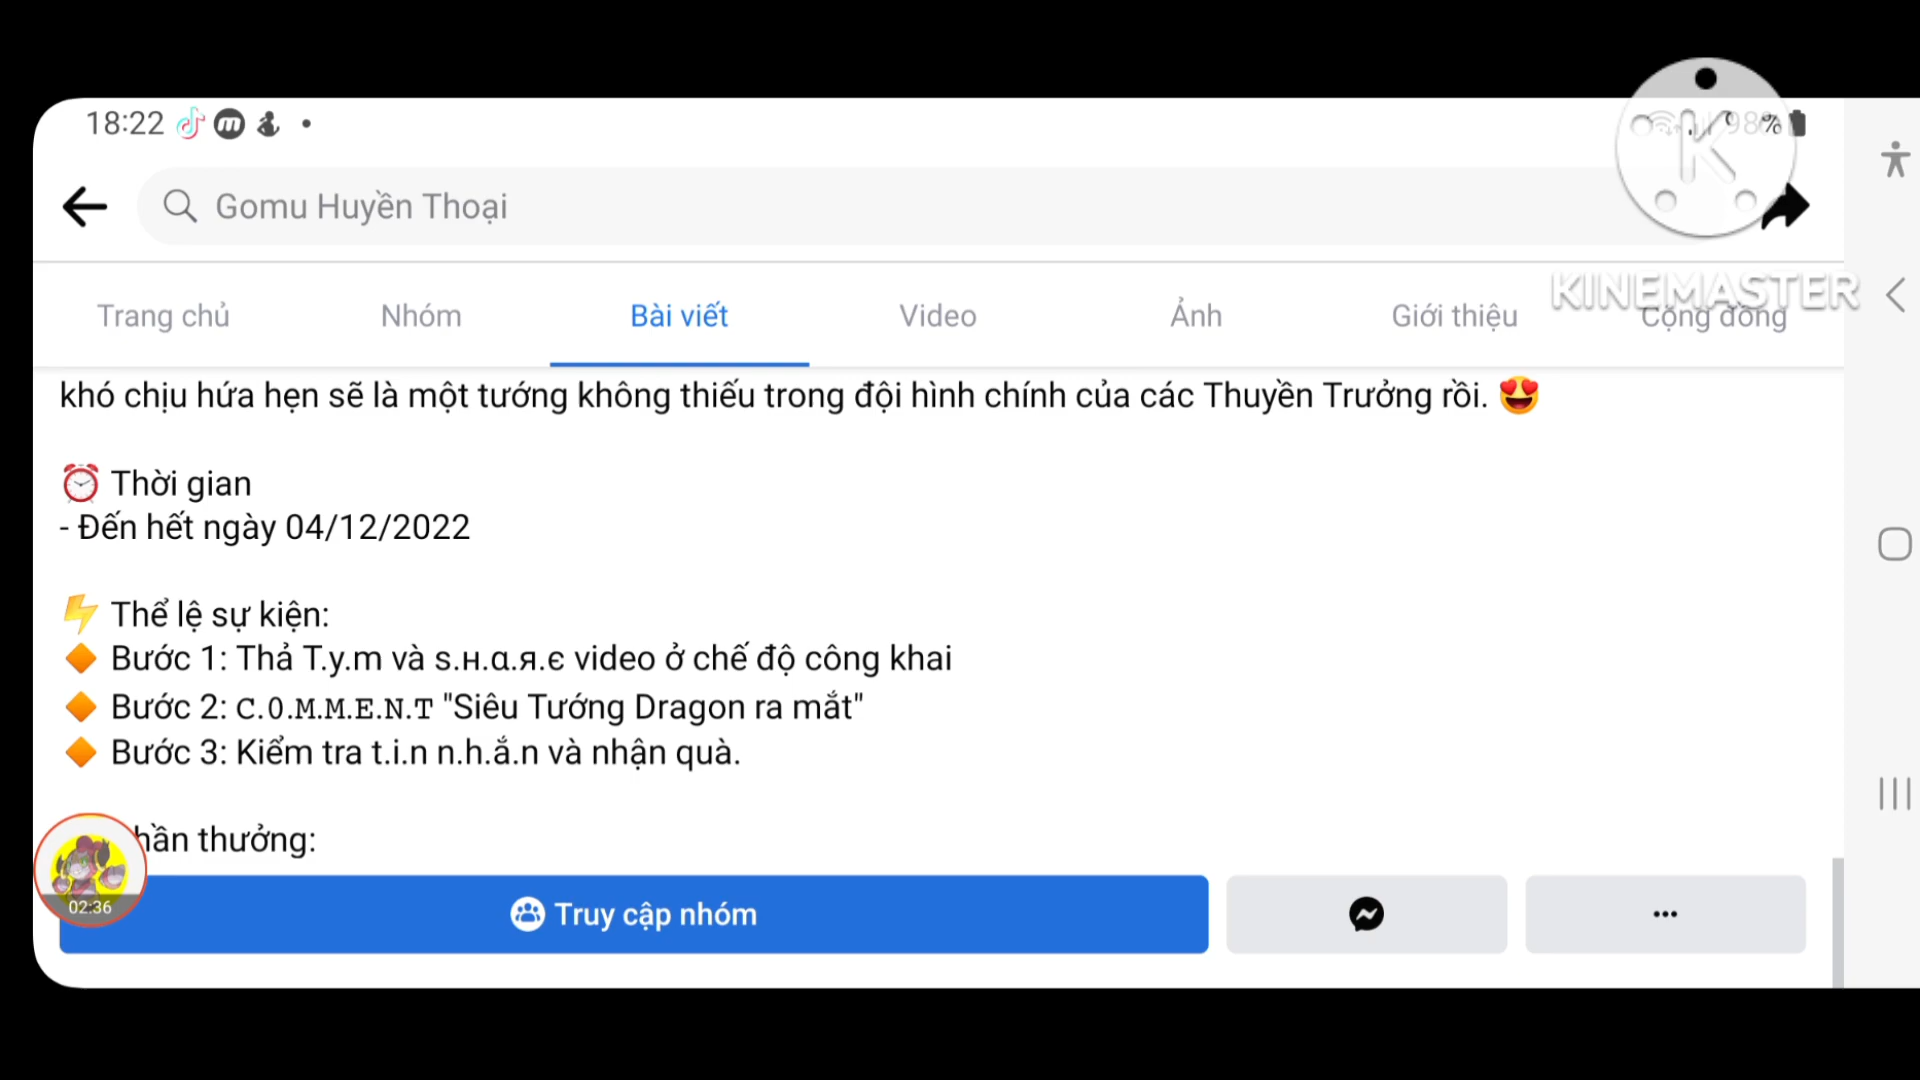 18:22
98%
Gomu Huyền Thoại
KINEMASTER
Trang chủ Nhóm Bài viết Video Ảnh Giới thiệu Cộng đồng
khó chịu hứa hẹn sẽ là một tướng không thiếu trong đội hình chính của các Thuyền Trưởng rồi. 😍
⏰ Thời gian
- Đến hết ngày 04/12/2022
⚡ Thể lệ sự kiện:
🔶 Bước 1: Thả T.y.m và s.н.α.я.є video ở chế độ công khai
🔶 Bước 2: C.0.M.M.E.N.T "Siêu Tướng Dragon ra mắt"
🔶 Bước 3: Kiểm tra t.i.n n.h.ắ.n và nhận quà.
hần thưởng:
02:36
Truy cập nhóm